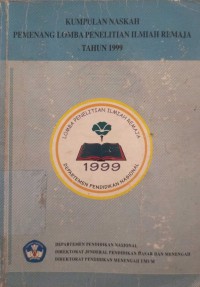 KUMPULAN NASKAH
PEMENANG LOMBA PENELITIAN ILMIAH REMAJA
TAHUN 1999
LOMBA PENELITIAN ILMIAH REMAJA
1999
DEPARTEMEN PENDIDIKAN NASIONAL
DEPARTEMEN PENDIDIKAN NASIONAL
DIREKTORAT JENDERAL PENDIDIKAN DASAR DAN MENENGAH
DIREKTORAT PENDIDIKAN MENENGAH UMUM